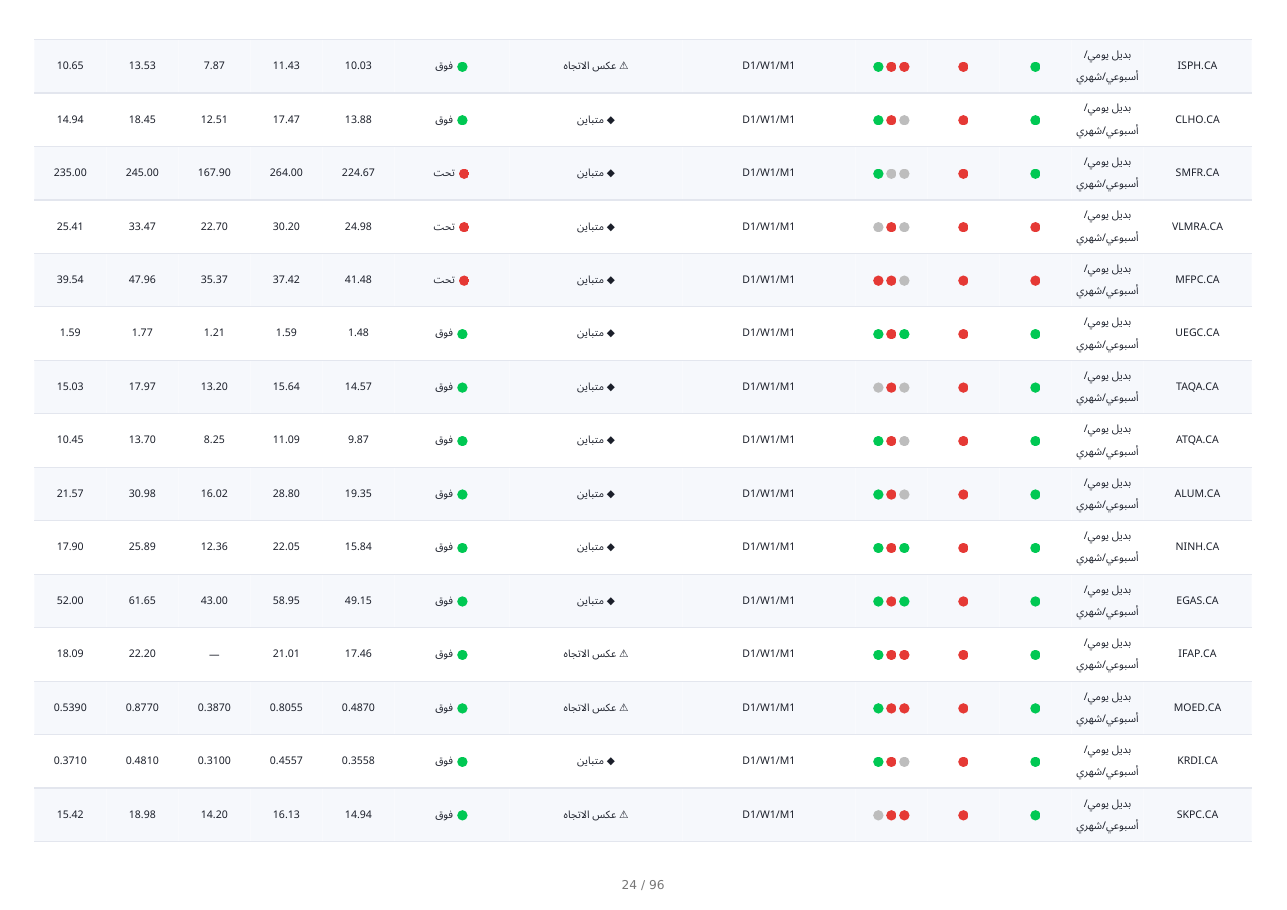 ISPH.CA بديل يومي/ D1/W1/M1 ⚠ عكس الاتجاه فوق 10.03 11.43 7.87 13.53 10.65
أسبوعي/شهري
CLHO.CA بديل يومي/ D1/W1/M1 ◆ متباين فوق 13.88 17.47 12.51 18.45 14.94
أسبوعي/شهري
SMFR.CA بديل يومي/ D1/W1/M1 ◆ متباين تحت 224.67 264.00 167.90 245.00 235.00
أسبوعي/شهري
VLMRA.CA بديل يومي/ D1/W1/M1 ◆ متباين تحت 24.98 30.20 22.70 33.47 25.41
أسبوعي/شهري
MFPC.CA بديل يومي/ D1/W1/M1 ◆ متباين تحت 41.48 37.42 35.37 47.96 39.54
أسبوعي/شهري
UEGC.CA بديل يومي/ D1/W1/M1 ◆ متباين فوق 1.48 1.59 1.21 1.77 1.59
أسبوعي/شهري
TAQA.CA بديل يومي/ D1/W1/M1 ◆ متباين فوق 14.57 15.64 13.20 17.97 15.03
أسبوعي/شهري
ATQA.CA بديل يومي/ D1/W1/M1 ◆ متباين فوق 9.87 11.09 8.25 13.70 10.45
أسبوعي/شهري
ALUM.CA بديل يومي/ D1/W1/M1 ◆ متباين فوق 19.35 28.80 16.02 30.98 21.57
أسبوعي/شهري
NINH.CA بديل يومي/ D1/W1/M1 ◆ متباين فوق 15.84 22.05 12.36 25.89 17.90
أسبوعي/شهري
EGAS.CA بديل يومي/ D1/W1/M1 ◆ متباين فوق 49.15 58.95 43.00 61.65 52.00
أسبوعي/شهري
IFAP.CA بديل يومي/ D1/W1/M1 ⚠ عكس الاتجاه فوق 17.46 21.01 — 22.20 18.09
أسبوعي/شهري
MOED.CA بديل يومي/ D1/W1/M1 ⚠ عكس الاتجاه فوق 0.4870 0.8055 0.3870 0.8770 0.5390
أسبوعي/شهري
KRDI.CA بديل يومي/ D1/W1/M1 ◆ متباين فوق 0.3558 0.4557 0.3100 0.4810 0.3710
أسبوعي/شهري
SKPC.CA بديل يومي/ D1/W1/M1 ⚠ عكس الاتجاه فوق 14.94 16.13 14.20 18.98 15.42
أسبوعي/شهري
24 / 96